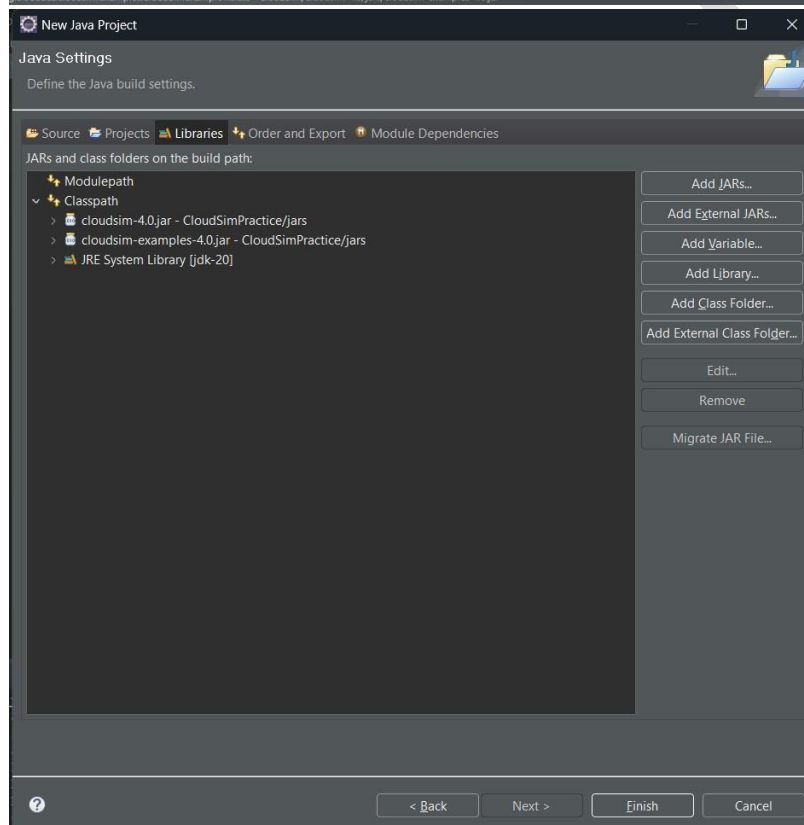 New Java Project
Java Settings
Define the Java build settings.
Source Projects Libraries Order and Export Module Dependencies
JARs and class folders on the build path:
Modulepath
Classpath
cloudsim-4.0.jar - CloudSimPractice/jars
cloudsim-examples-4.0.jar - CloudSimPractice/jars
JRE System Library [jdk-20]
Add JARs...
Add External JARs...
Add Variable...
Add Library...
Add Class Folder...
Add External Class Folder...
Edit...
Remove
Migrate JAR File...
? < Back Next > Finish Cancel